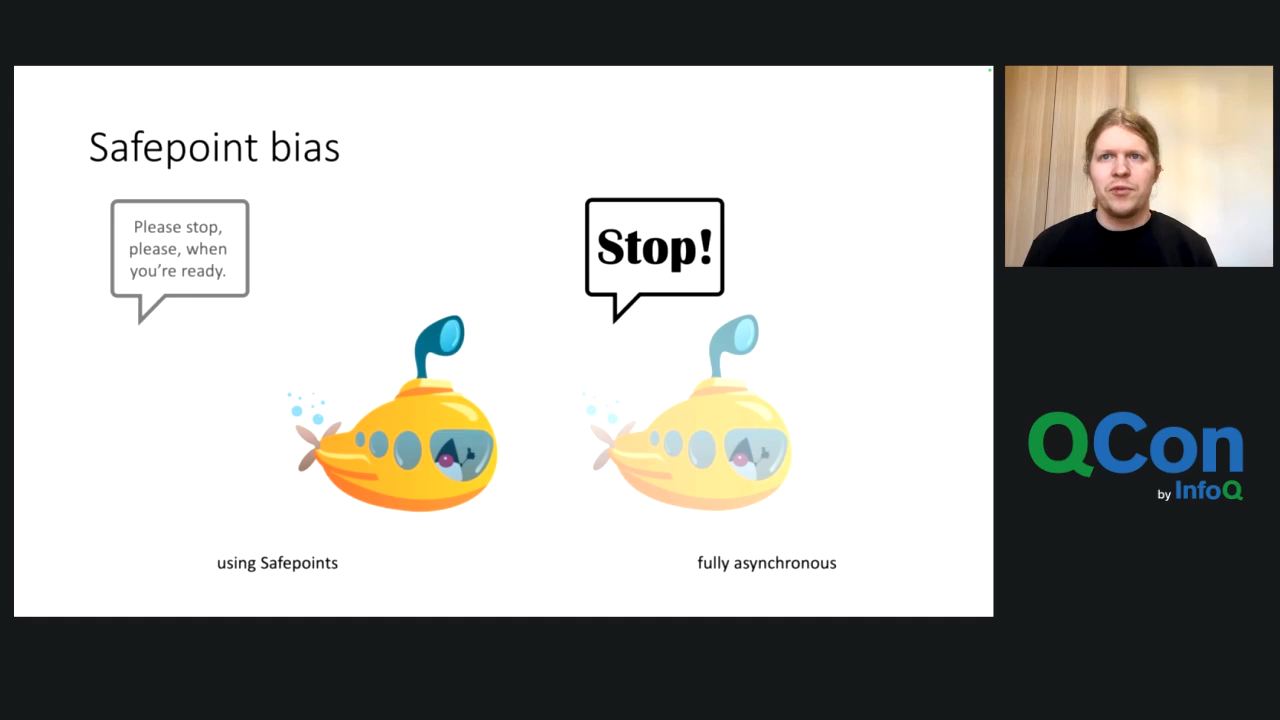 Safepoint bias
Please stop,
please, when
you're ready.
Stop!
using Safepoints
fully asynchronous
QCon
by InfoQ